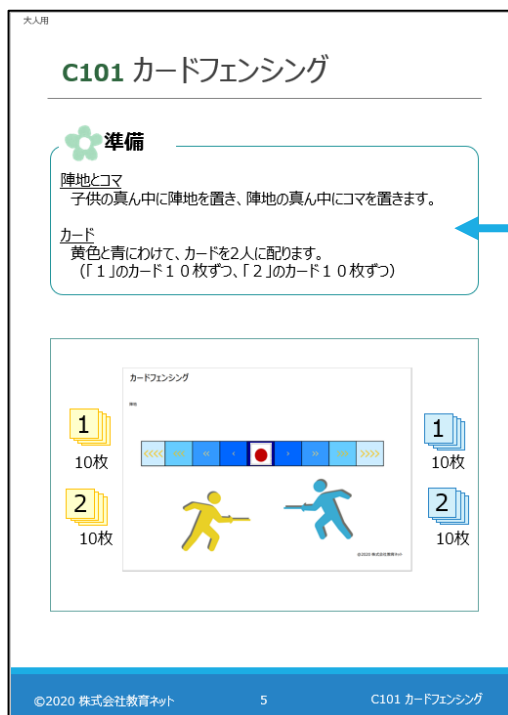 大人用
C101 カードフェンシング
準備
陣地とコマ
子供の真ん中に陣地を置き、陣地の真ん中にコマを置きます。
カード
黄色と青にわけて、カードを2人に配ります。
(「1」のカード10枚ずつ、「2」のカード10枚ずつ)
カードフェンシング
陣地
1
10枚
2
10枚
<<<< <<< << < > >> >>> >>>>
1
10枚
2
10枚
©2020 株式会社教育ネット
©2020 株式会社教育ネット 5 C101 カードフェンシング